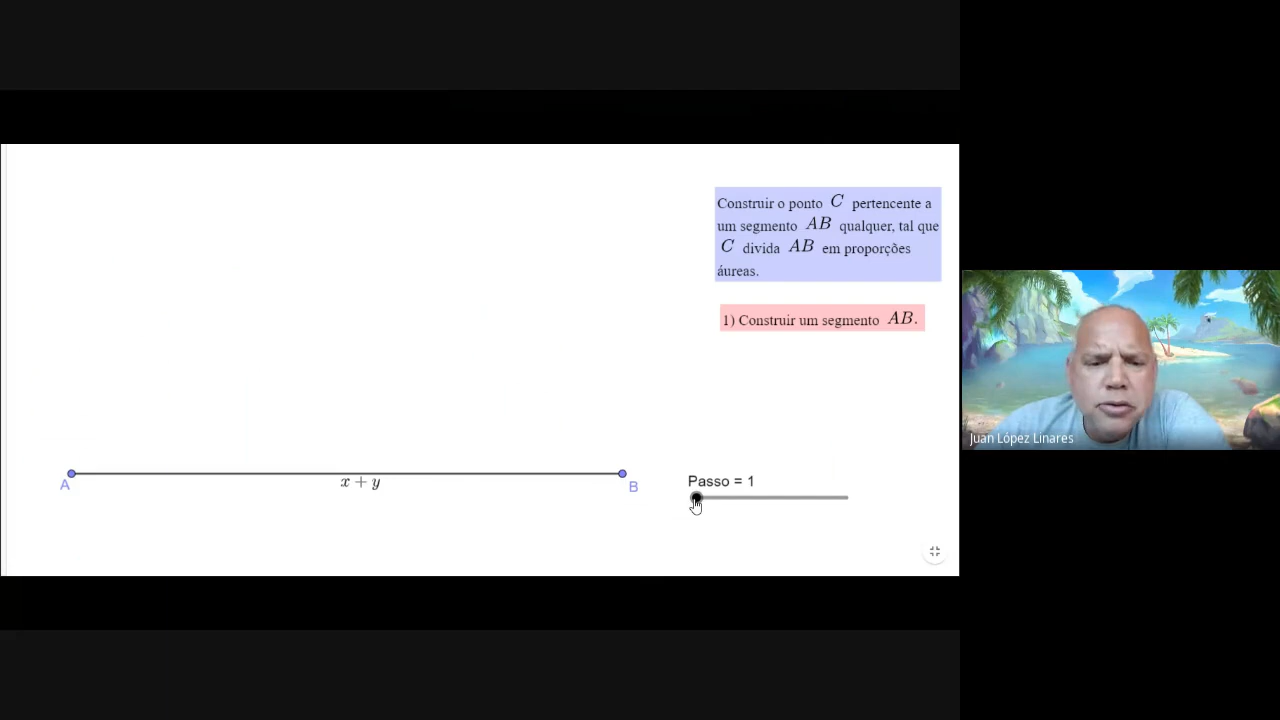 Construir o ponto C pertencente a
um segmento AB qualquer, tal que
C divida AB em proporções
áureas.
1) Construir um segmento AB.
A
x + y
B
Passo = 1
Juan López Linares